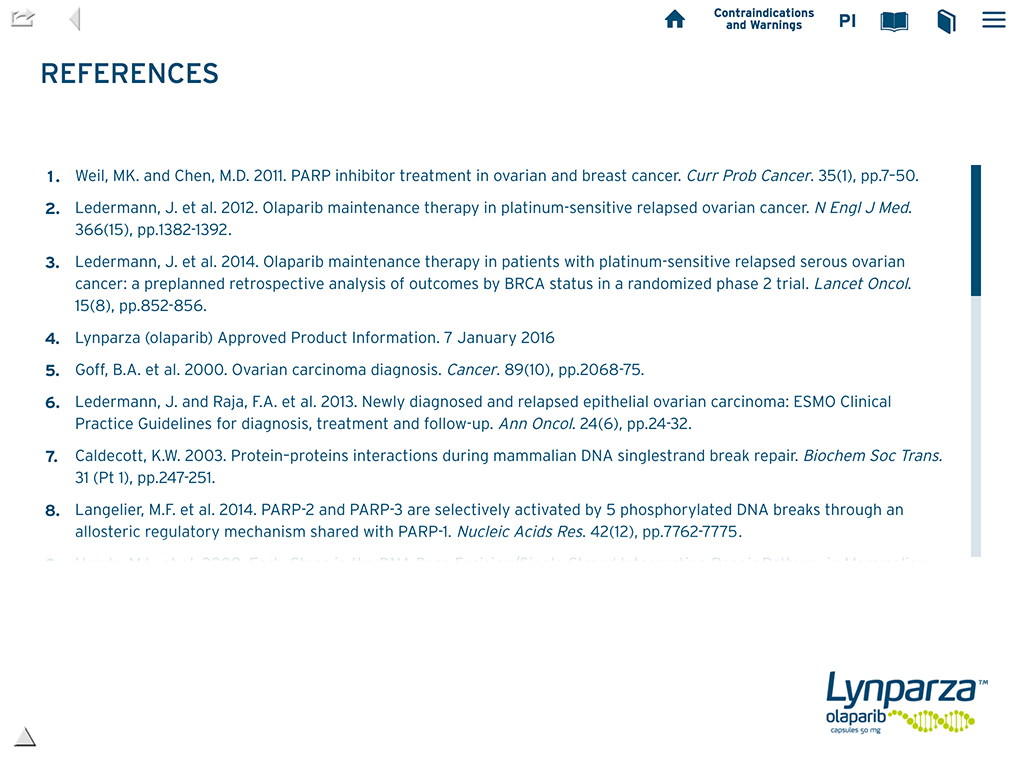 Contraindications
and Warnings
PI
REFERENCES
1. Weil, MK. and Chen, M.D. 2011. PARP inhibitor treatment in ovarian and breast cancer. Curr Prob Cancer. 35(1), pp.7–50.
2. Ledermann, J. et al. 2012. Olaparib maintenance therapy in platinum-sensitive relapsed ovarian cancer. N Engl J Med.
366(15), pp.1382-1392.
3. Ledermann, J. et al. 2014. Olaparib maintenance therapy in patients with platinum-sensitive relapsed serous ovarian
cancer: a preplanned retrospective analysis of outcomes by BRCA status in a randomized phase 2 trial. Lancet Oncol.
15(8), pp.852-856.
4. Lynparza (olaparib) Approved Product Information. 7 January 2016
5. Goff, B.A. et al. 2000. Ovarian carcinoma diagnosis. Cancer. 89(10), pp.2068-75.
6. Ledermann, J. and Raja, F.A. et al. 2013. Newly diagnosed and relapsed epithelial ovarian carcinoma: ESMO Clinical
Practice Guidelines for diagnosis, treatment and follow-up. Ann Oncol. 24(6), pp.24-32.
7. Caldecott, K.W. 2003. Protein–proteins interactions during mammalian DNA singlestrand break repair. Biochem Soc Trans.
31 (Pt 1), pp.247-251.
8. Langelier, M.F. et al. 2014. PARP-2 and PARP-3 are selectively activated by 5 phosphorylated DNA breaks through an
allosteric regulatory mechanism shared with PARP-1. Nucleic Acids Res. 42(12), pp.7762-7775.
Lynparza™
olaparib
capsules 50 mg